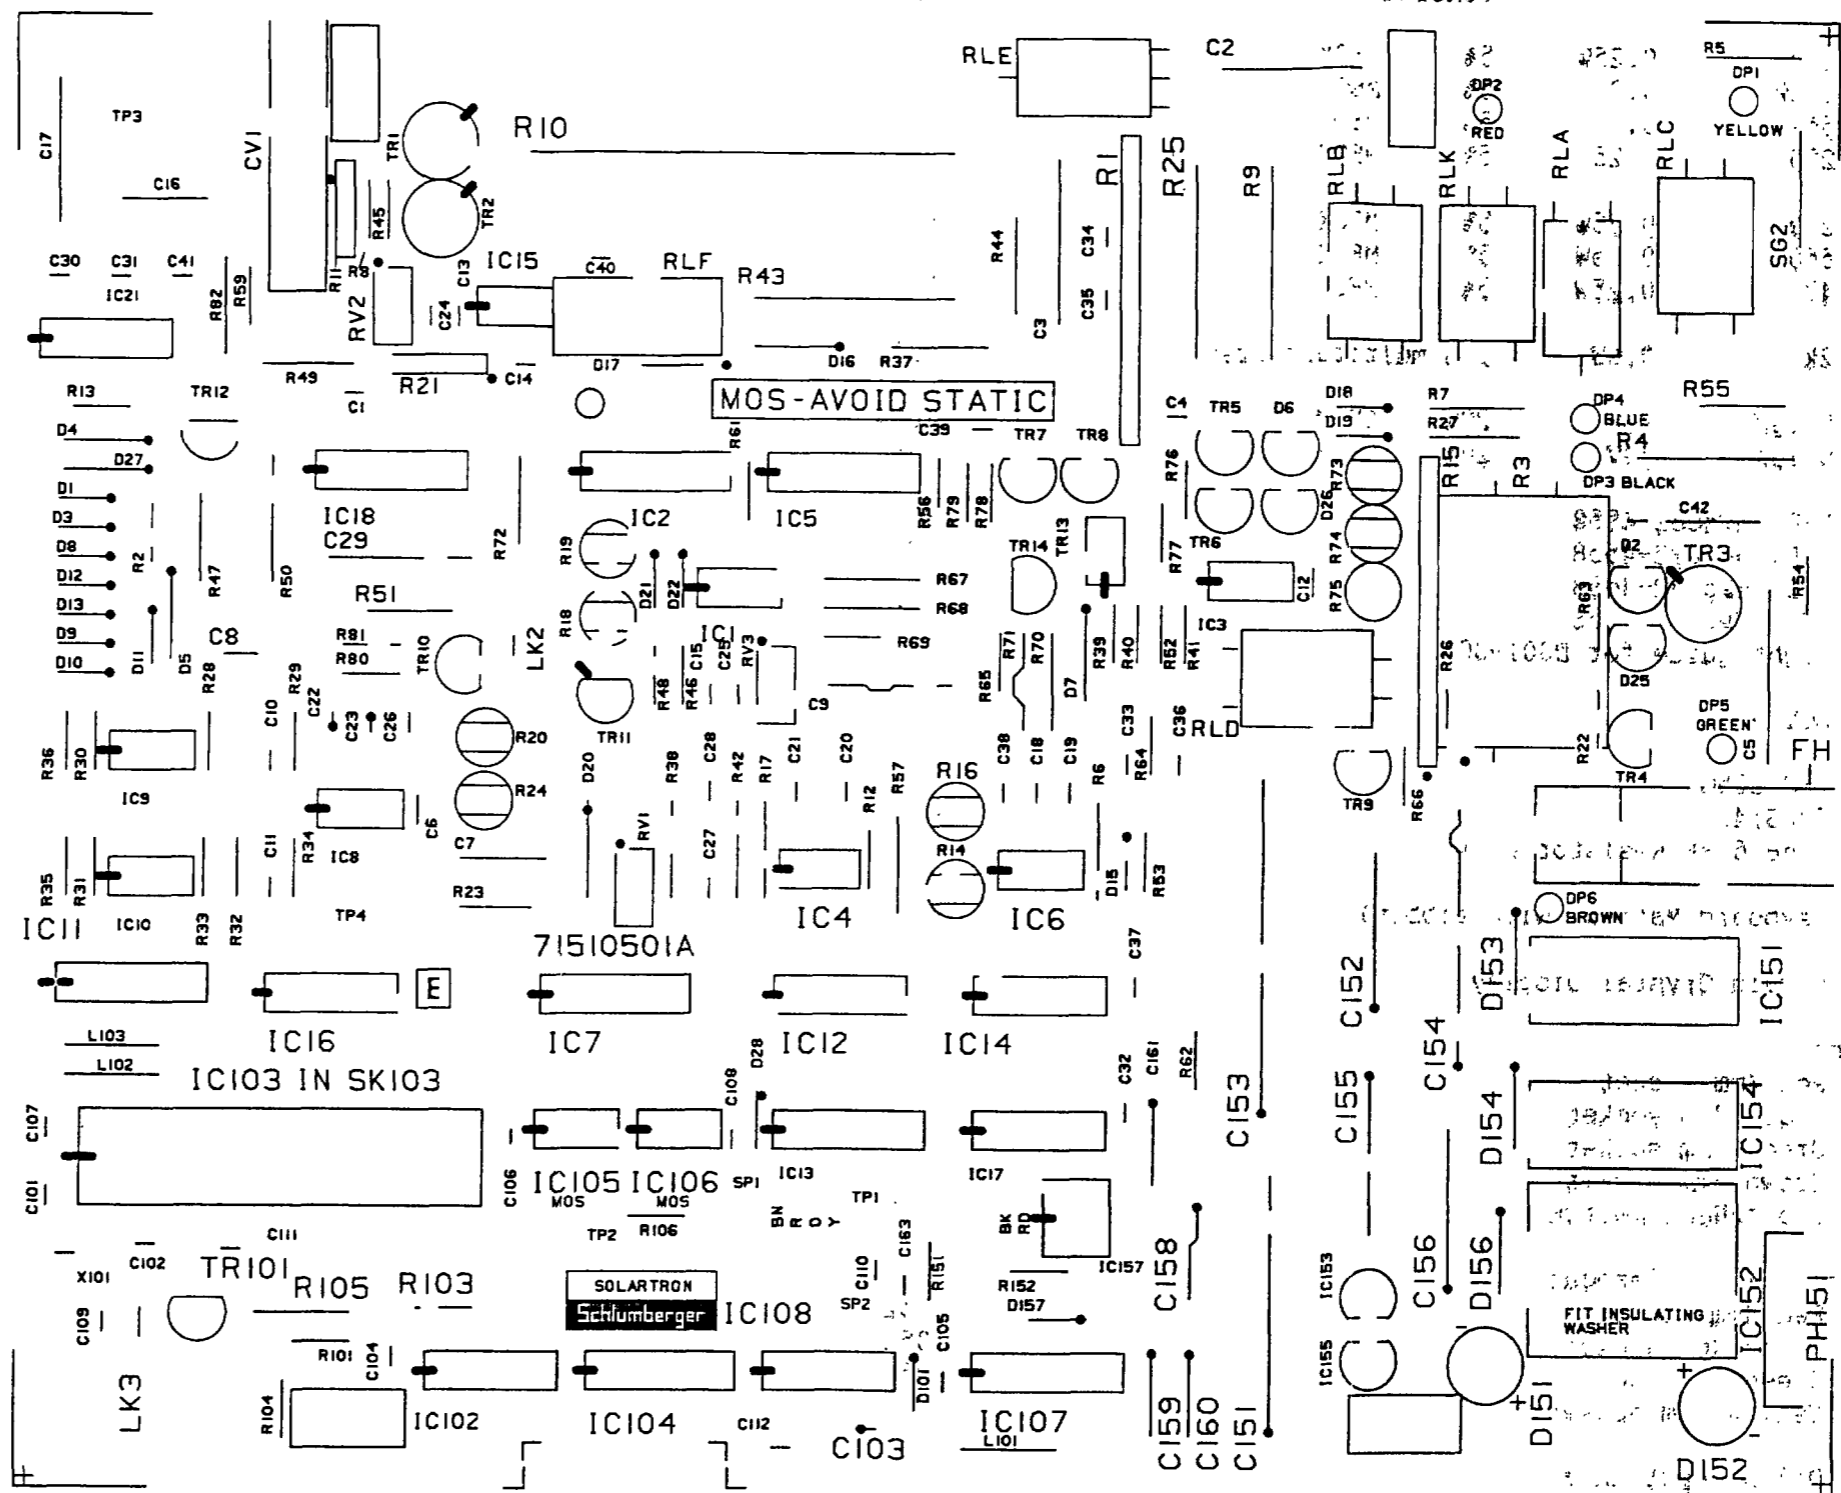 RLE
C2
R5
DP1
YELLOW
DP2
RED
TP3
C17
C16
CV1
TR1
TR2
R10
R1
R25
R9
RLB
RLK
RLA
RLC
SG2
C30
C31
C41
IC21
R82
R59
R11
R8
R45
RV2
C24
C13
IC15
C40
RLF
R43
R44
C3
C34
C35
R49
R21
C14
D17
D16
R37
C1
MOS-AVOID STATIC
R13
TR12
D4
D27
D1
D3
D8
D12
D13
D9
D10
R2
D11
D5
R47
R50
C8
R28
IC18
C29
R51
R72
R61
C39
IC2
IC5
R56
R79
R78
TR7
TR8
C4
TR5
D6
D18
D19
R7
R27
DP4
BLUE
R55
R4
DP3 BLACK
R76
R77
TR6
D26
R73
R74
R75
R15
R3
C42
D2
TR3
R54
R63
D25
R19
R18
D21
D22
IC1
R67
R68
R69
TR14
TR13
IC3
C12
R81
R80
TR10
LK2
TR11
R48
R46
C15
C25
RV3
C9
R65
R71
R70
D7
R39
R40
R52
R41
RLD
R26
R22
TR4
DP5
GREEN
C5
FH
R36
R30
IC9
C10
R29
C22
C23
C26
R20
R24
D20
R38
C28
R42
R17
C21
C20
R12
R57
R16
C38
C18
C19
R6
C33
R64
C36
TR9
R66
R35
R31
IC10
R33
R32
C11
R34
IC8
C6
C7
R23
RV1
C27
IC4
R14
IC6
D15
R53
DP6
BROWN
IC11
TP4
71510501A
C37
IC16
E
IC7
IC12
IC14
C152
C154
D153
IC151
L103
L102
IC103 IN SK103
D28
C108
C32
C161
R62
C153
C155
D154
IC154
C107
C101
C106
IC105
MOS
IC106
MOS
SP1
IC13
IC17
TP2
R106
BN
R
O
Y
TP1
BK
RD
IC157
C158
C156
D156
IC152
C111
C102
X101
TR101
R105
R103
C109
SOLARTRON
Schlumberger
IC108
SP2
C110
C163
R151
R152
D157
C105
IC153
IC155
FIT INSULATING
WASHER
PH151
LK3
R101
C104
R104
IC102
IC104
C112
C103
D101
IC107
L101
C159
C160
C151
D151
D152